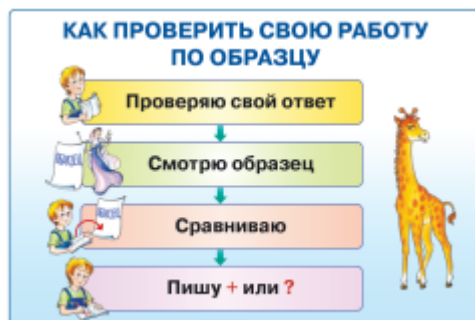 КАК ПРОВЕРИТЬ СВОЮ РАБОТУ
ПО ОБРАЗЦУ
Проверяю свой ответ
Смотрю образец
Сравниваю
Пишу + или ?